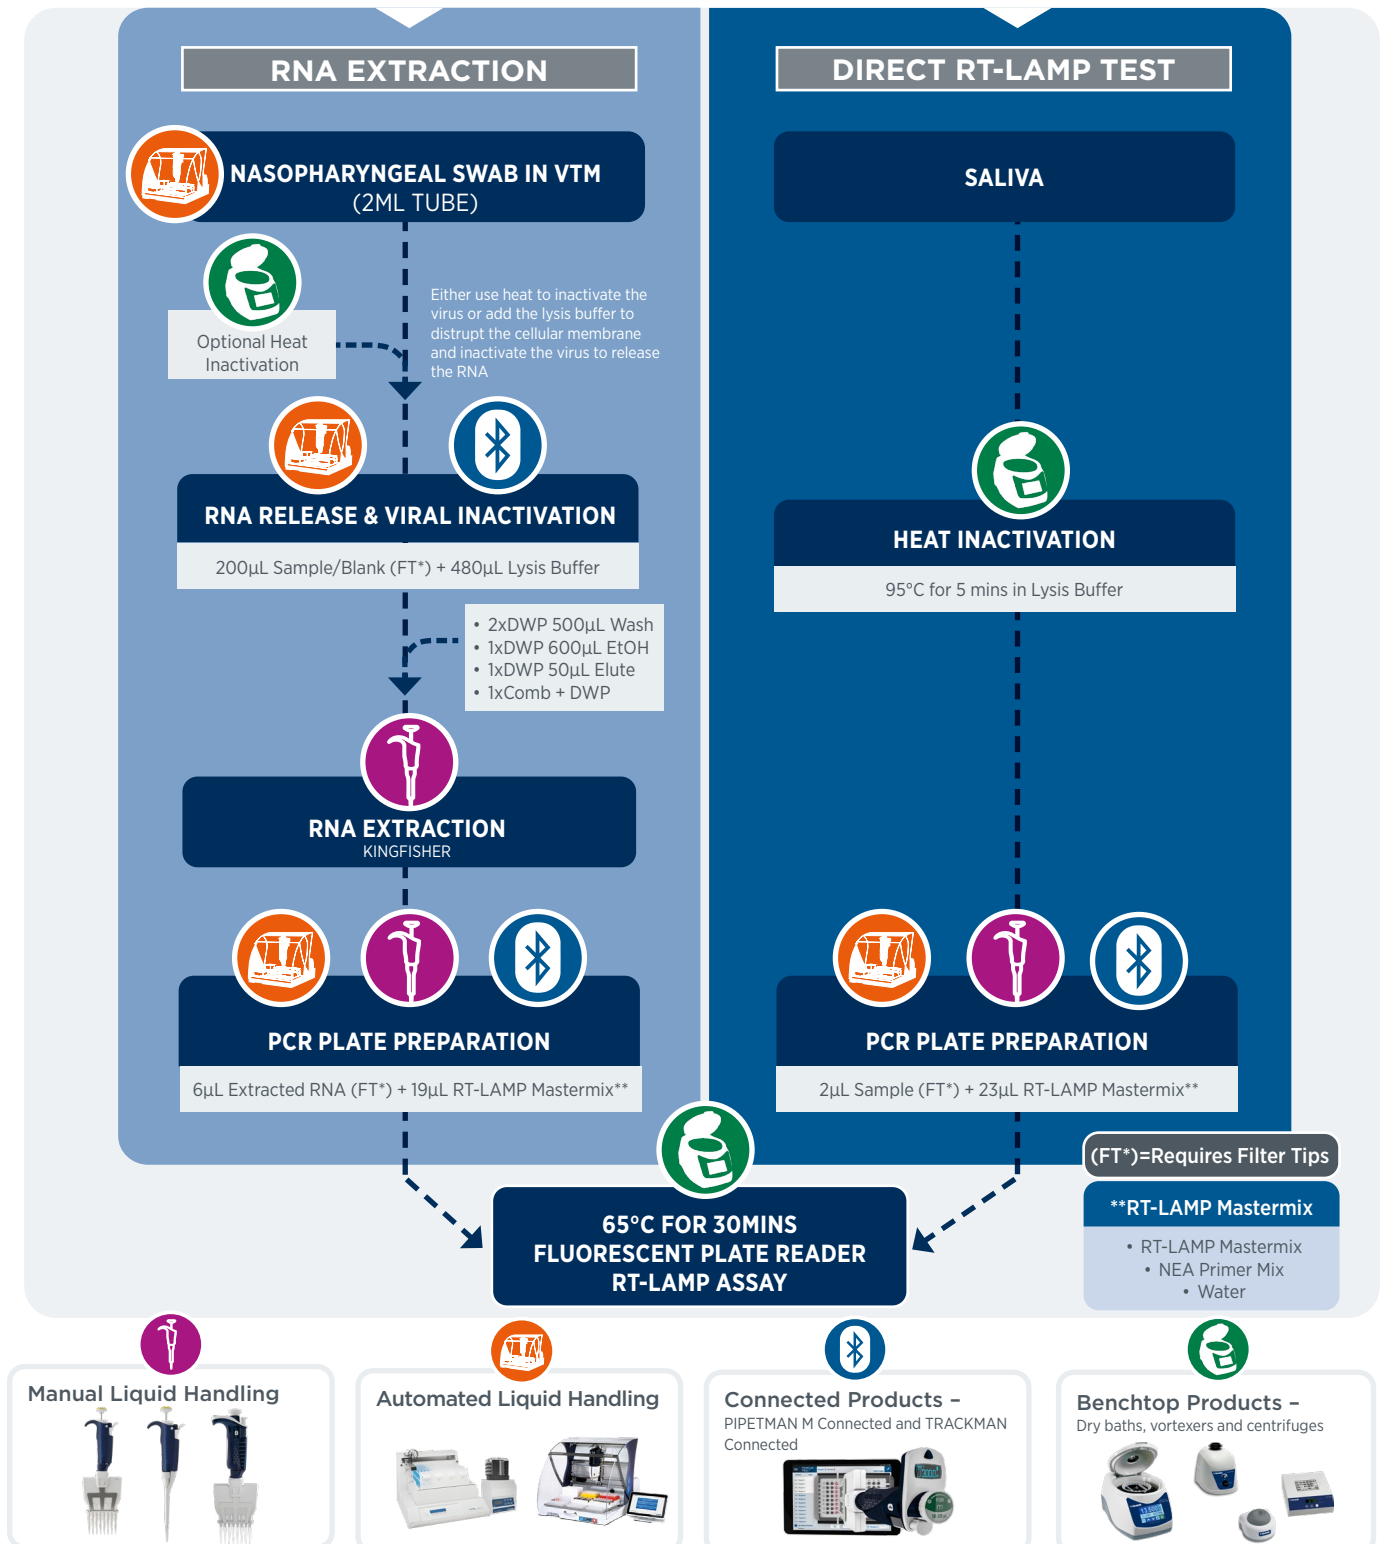 RNA EXTRACTION
NASOPHARYNGEAL SWAB IN VTM
(2ML TUBE)
Optional Heat
Inactivation
Either use heat to inactivate the
virus or add the lysis buffer to
distrupt the cellular membrane
and inactivate the virus to release
the RNA
RNA RELEASE & VIRAL INACTIVATION
200µL Sample/Blank (FT*) + 480µL Lysis Buffer
• 2xDWP 500µL Wash
• 1xDWP 600µL EtOH
• 1xDWP 50µL Elute
• 1xComb + DWP
RNA EXTRACTION
KINGFISHER
PCR PLATE PREPARATION
6µL Extracted RNA (FT*) + 19µL RT-LAMP Mastermix**
DIRECT RT-LAMP TEST
SALIVA
HEAT INACTIVATION
95°C for 5 mins in Lysis Buffer
PCR PLATE PREPARATION
2µL Sample (FT*) + 23µL RT-LAMP Mastermix**
65°C FOR 30MINS
FLUORESCENT PLATE READER
RT-LAMP ASSAY
(FT*)=Requires Filter Tips
**RT-LAMP Mastermix
• RT-LAMP Mastermix
• NEA Primer Mix
• Water
Manual Liquid Handling
Automated Liquid Handling
Connected Products –
PIPETMAN M Connected and TRACKMAN
Connected
Benchtop Products –
Dry baths, vortexers and centrifuges